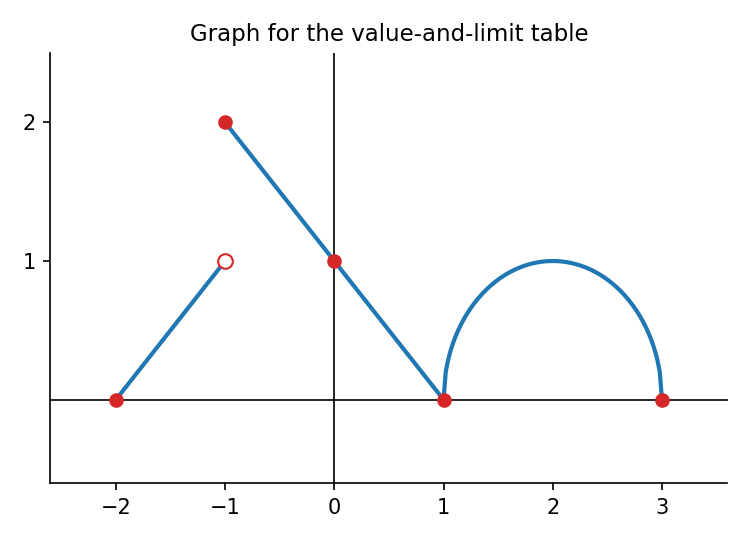 Graph for the value-and-limit table
2
1
−2 −1 0 1 2 3